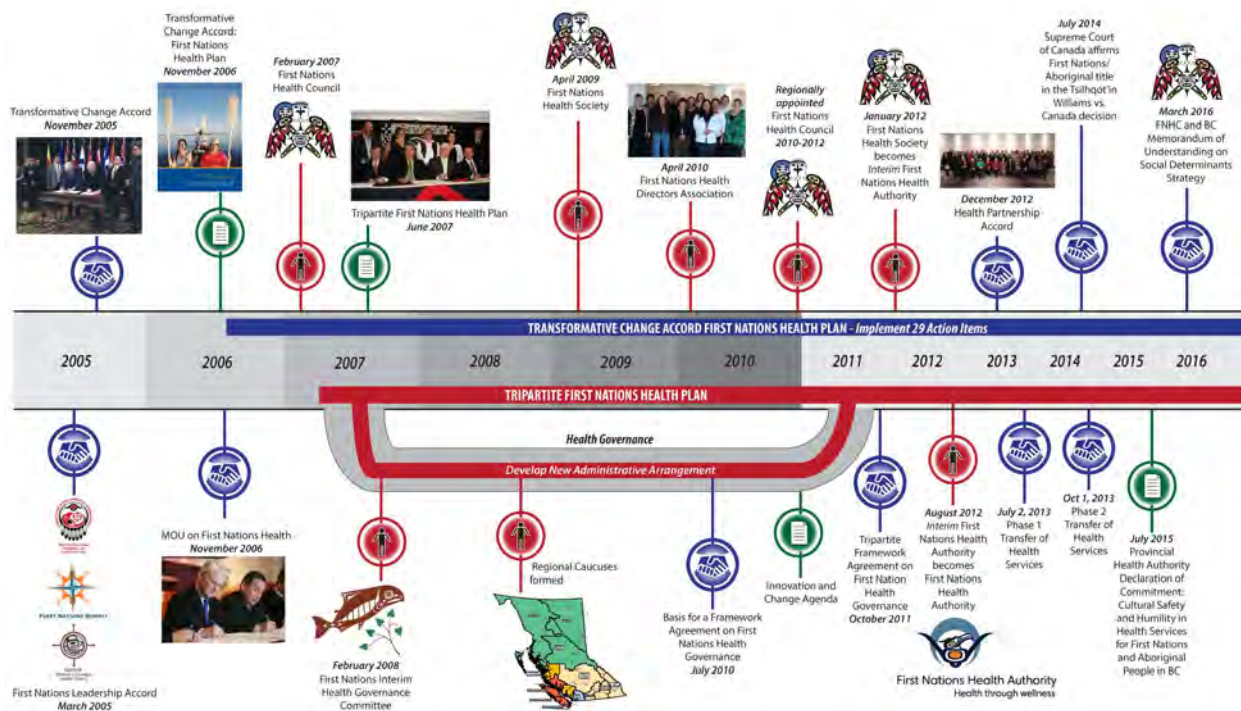 Transformative
Change Accord:
First Nations
Health Plan
November 2006
Transformative Change Accord
November 2005
February 2007
First Nations
Health Council
Tripartite First Nations Health Plan
June 2007
April 2009
First Nations
Health Society
April 2010
First Nations Health
Directors Association
Regionally
appointed
First Nations
Health Council
2010-2012
January 2012
First Nations
Health Society
becomes
Interim First
Nations Health
Authority
December 2012
Health Partnership
Accord
July 2014
Supreme Court
of Canada affirms
First Nations/
Aboriginal title
in the Tsilhqot'in
Williams vs.
Canada decision
March 2016
FNHC and BC
Memorandum of
Understanding on
Social Determinants
Strategy
TRANSFORMATIVE CHANGE ACCORD FIRST NATIONS HEALTH PLAN - Implement 29 Action Items
2005 2006 2007 2008 2009 2010 2011 2012 2013 2014 2015 2016
TRIPARTITE FIRST NATIONS HEALTH PLAN
Health Governance
Develop New Administrative Arrangement
FIRST NATIONS SUMMIT
First Nations Leadership Accord
March 2005
MOU on First Nations Health
November 2006
February 2008
First Nations Interim
Health Governance
Committee
Regional Caucuses
formed
Basis for a Framework
Agreement on First
Nations Health
Governance
July 2010
Innovation and
Change Agenda
Tripartite
Framework
Agreement on
First Nation
Health
Governance
October 2011
August 2012
Interim First
Nations Health
Authority
becomes
First Nations
Health
Authority
First Nations Health Authority
Health through wellness
July 2, 2013
Phase 1
Transfer of
Health
Services
Oct 1, 2013
Phase 2
Transfer of
Health
Services
July 2015
Provincial
Health Authority
Declaration of
Commitment:
Cultural Safety
and Humility in
Health Services
for First Nations
and Aboriginal
People in BC